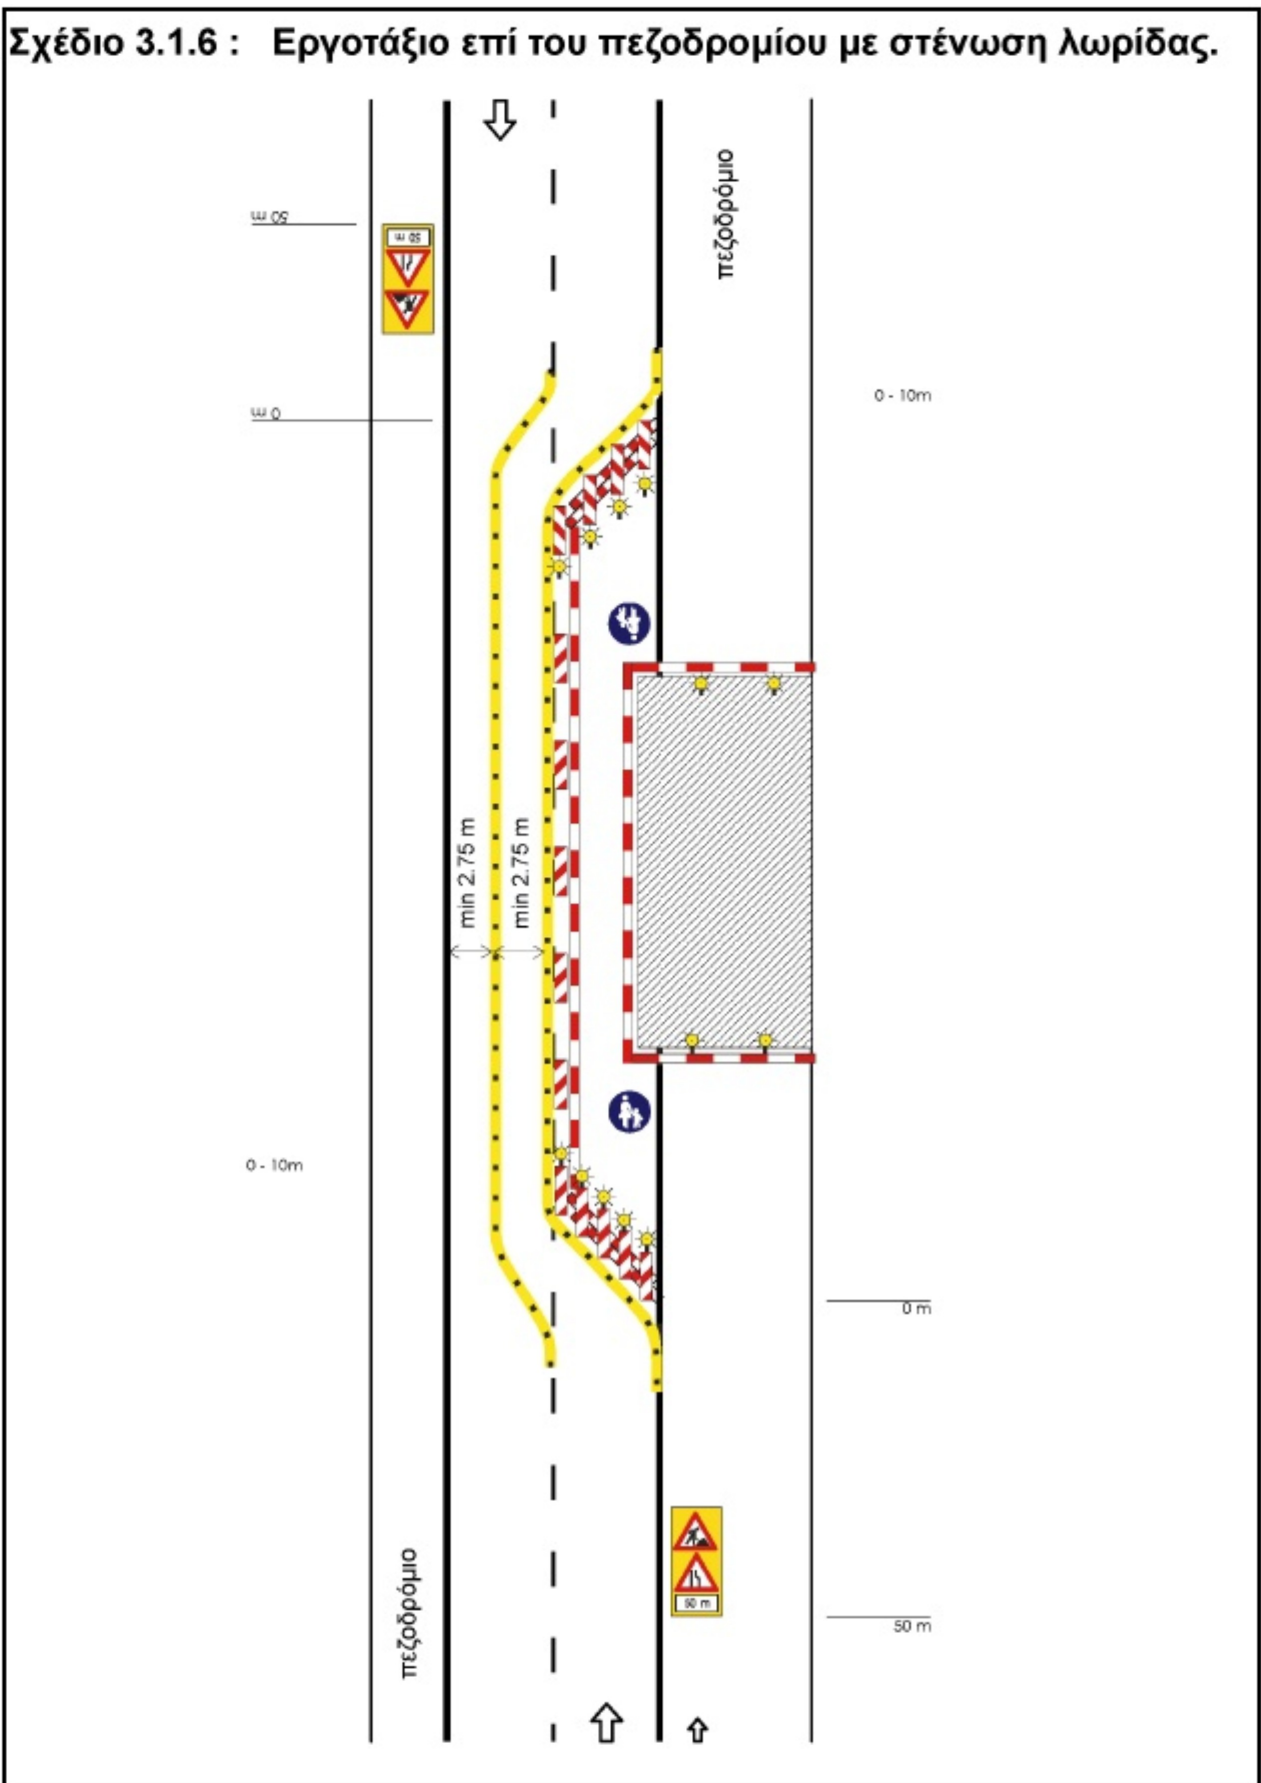 Σχέδιο 3.1.6 : Εργοτάξιο επί του πεζοδρομίου με στένωση λωρίδας.
πεζοδρόμιο
50 m
50 m
0 - 10m
0 m
min 2.75 m
min 2.75 m
0 - 10m
0 m
πεζοδρόμιο
50 m
50 m